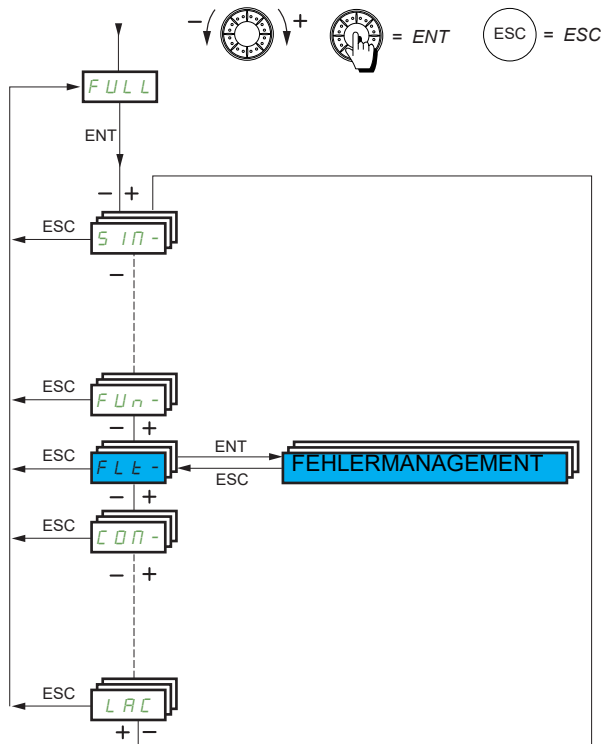 − + = ENT ESC = ESC
FULL
ENT
− +
ESC
SIM-
−
ESC
FUn-
− +
ESC
FLt-
ENT
ESC
FEHLERMANAGEMENT
− +
ESC
COM-
− +
ESC
LAC
+ −